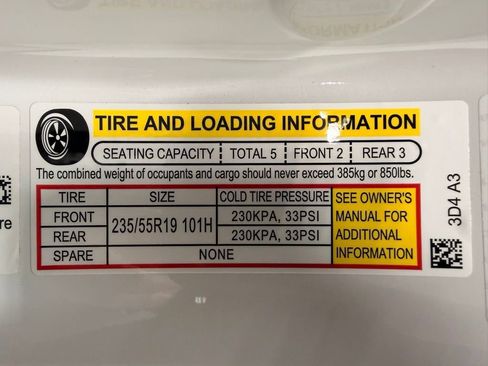 TIRE AND LOADING INFORMATION
SEATING CAPACITY TOTAL 5 FRONT 2 REAR 3
The combined weight of occupants and cargo should never exceed 385kg or 850lbs.
TIRE SIZE COLD TIRE PRESSURE
FRONT 235/55R19 101H 230KPA, 33PSI
REAR 230KPA, 33PSI
SPARE NONE
SEE OWNER'S
MANUAL FOR
ADDITIONAL
INFORMATION
3D4 A3